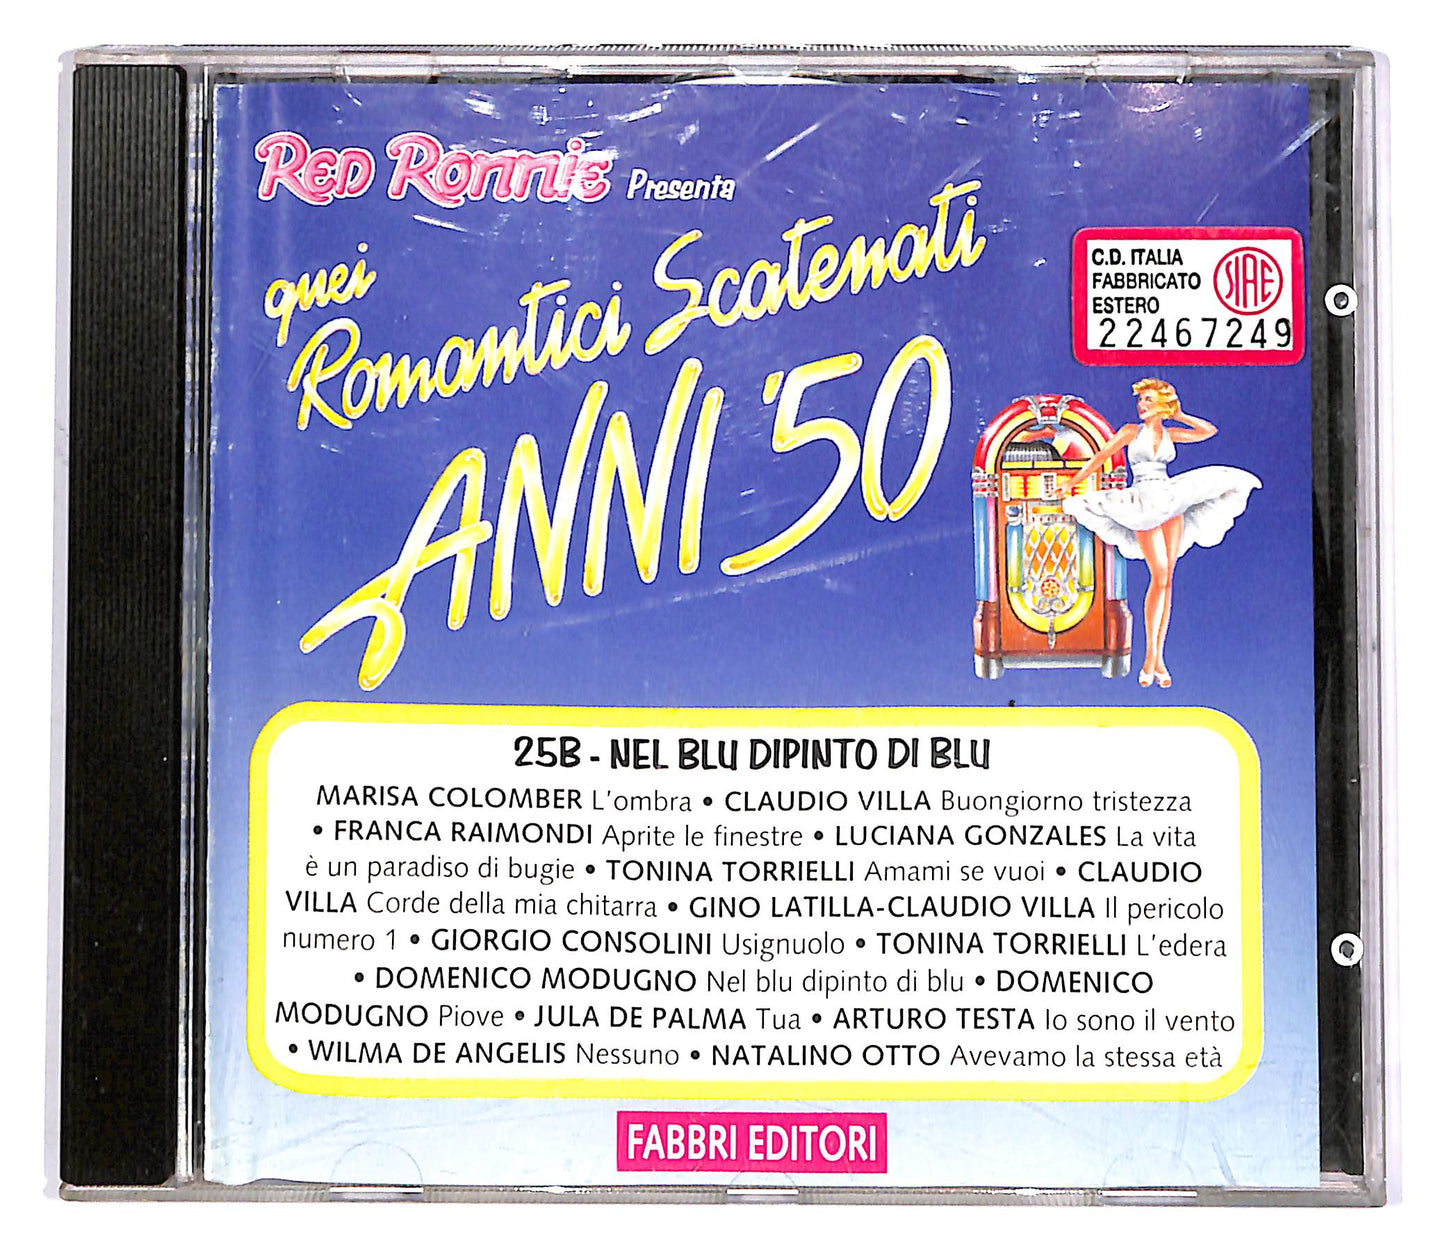 RED RONNIE Presenta
quei
Romantici Scatenati
ANNI '50
C.D. ITALIA
FABBRICATO
ESTERO
SIAE
22467249
25B - NEL BLU DIPINTO DI BLU
MARISA COLOMBER L'ombra • CLAUDIO VILLA Buongiorno tristezza
• FRANCA RAIMONDI Aprite le finestre • LUCIANA GONZALES La vita
è un paradiso di bugie • TONINA TORRIELLI Amami se vuoi • CLAUDIO
VILLA Corde della mia chitarra • GINO LATILLA-CLAUDIO VILLA Il pericolo
numero 1 • GIORGIO CONSOLINI Usignuolo • TONINA TORRIELLI L'edera
• DOMENICO MODUGNO Nel blu dipinto di blu • DOMENICO
MODUGNO Piove • JULA DE PALMA Tua • ARTURO TESTA Io sono il vento
• WILMA DE ANGELIS Nessuno • NATALINO OTTO Avevamo la stessa età
FABBRI EDITORI